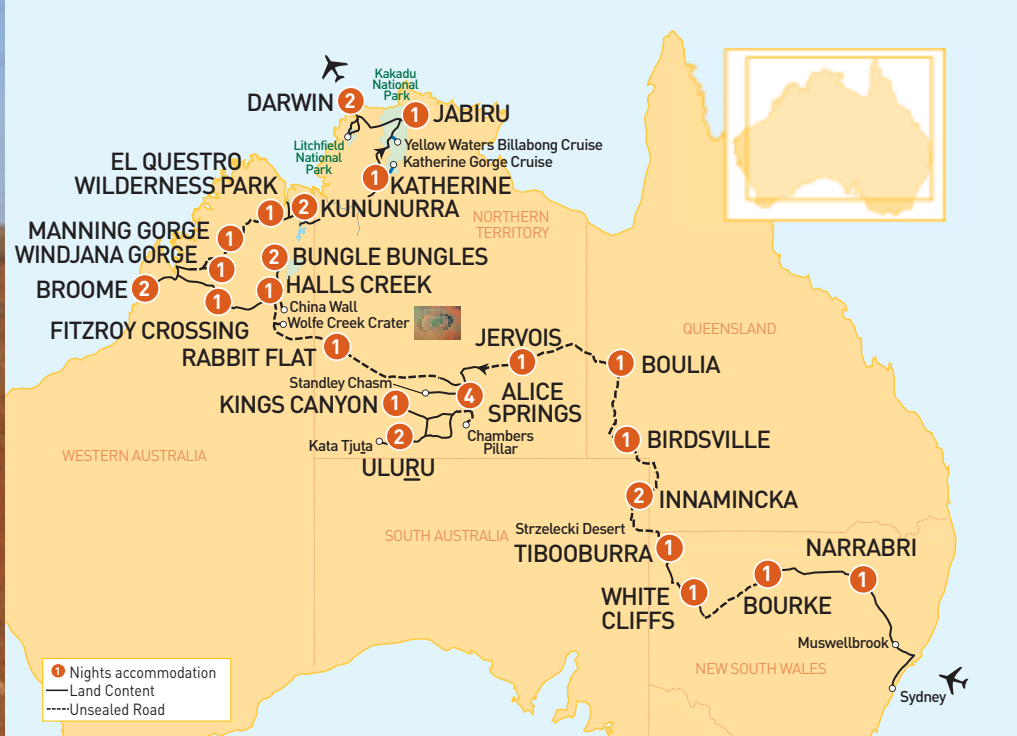 Kakadu
National
Park
DARWIN 2
1 JABIRU
Litchfield
National
Park
Yellow Waters Billabong Cruise
Katherine Gorge Cruise
EL QUESTRO
WILDERNESS PARK
1
1 KATHERINE
2 KUNUNURRA
NORTHERN
TERRITORY
MANNING GORGE 1
WINDJANA GORGE 1
2 BUNGLE BUNGLES
BROOME 2
1 HALLS CREEK
1
FITZROY CROSSING
China Wall
Wolfe Creek Crater
QUEENSLAND
RABBIT FLAT 1
JERVOIS
1
1 BOULIA
Standley Chasm
4 ALICE
SPRINGS
KINGS CANYON 1
Kata Tjuṯa
2
ULURU
Chambers
Pillar
1 BIRDSVILLE
WESTERN AUSTRALIA
2 INNAMINCKA
SOUTH AUSTRALIA
Strzelecki Desert
TIBOOBURRA 1
NARRABRI
1
WHITE
CLIFFS
1
1
BOURKE
Muswellbrook
NEW SOUTH WALES
Sydney
1 Nights accommodation
Land Content
Unsealed Road